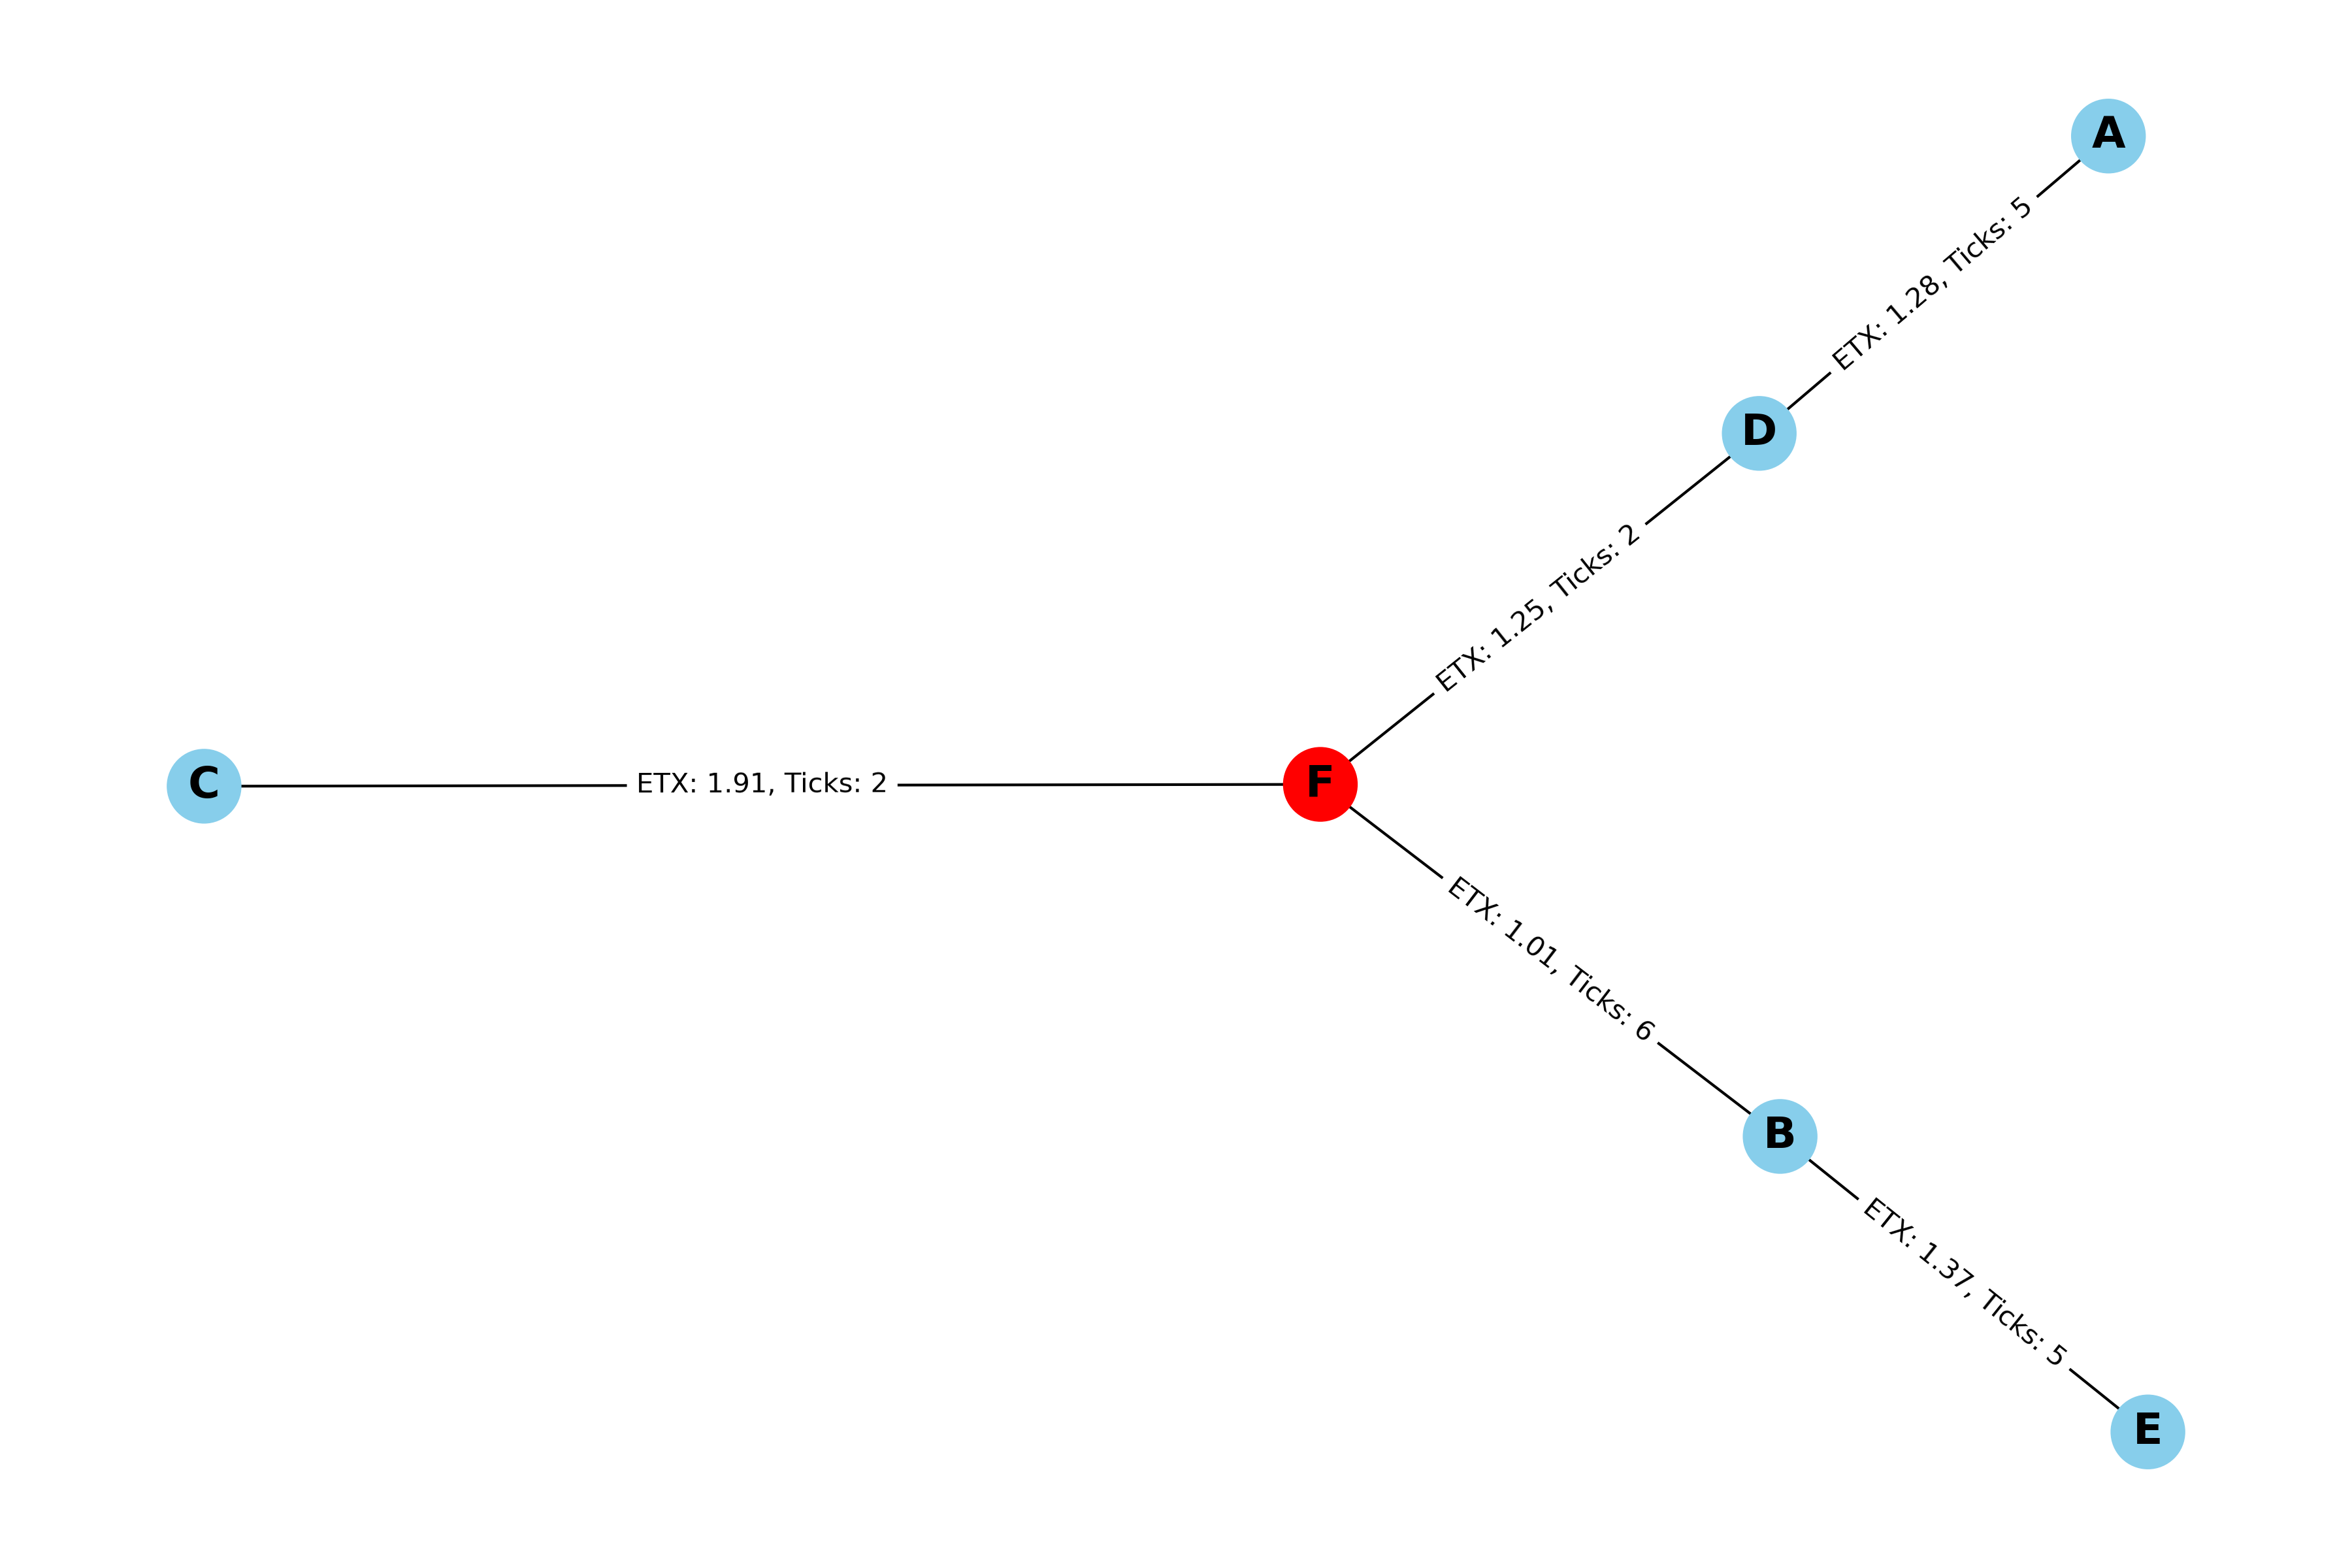 A
ETX: 1.28, Ticks: 5
D
ETX: 1.25, Ticks: 2
C
ETX: 1.91, Ticks: 2
F
ETX: 1.01, Ticks: 6
B
ETX: 1.37, Ticks: 5
E